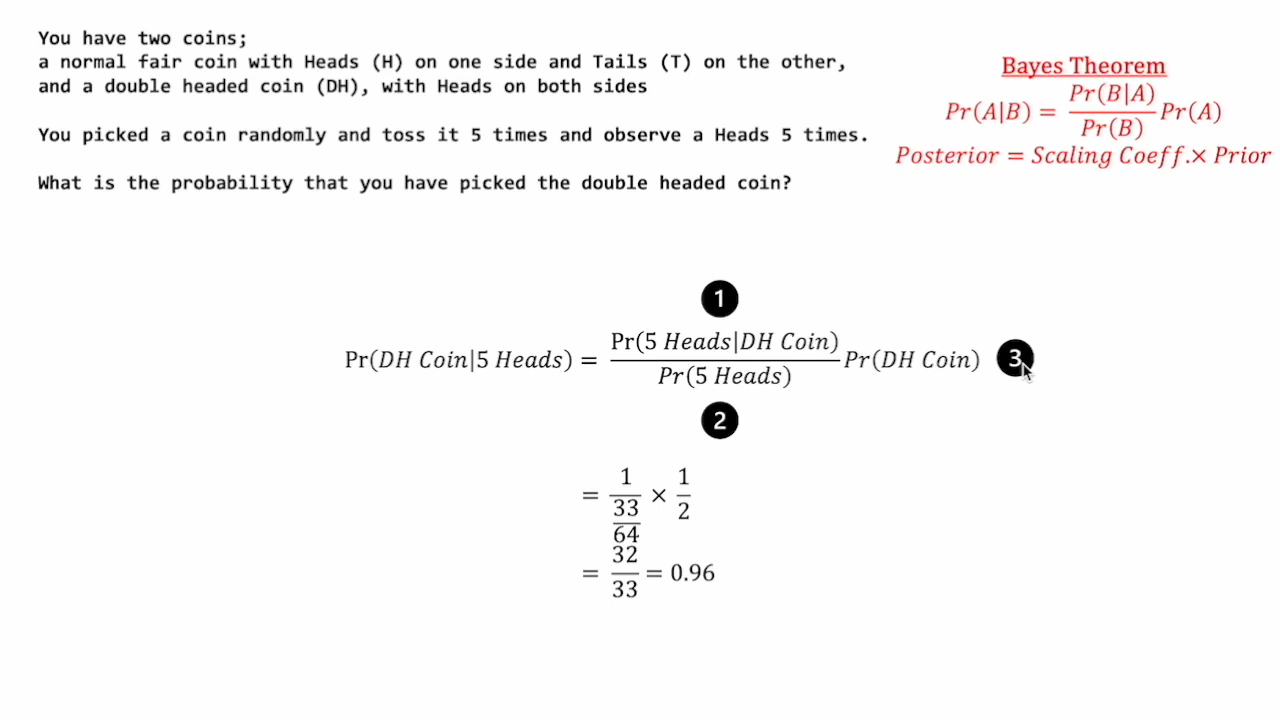 You have two coins;
a normal fair coin with Heads (H) on one side and Tails (T) on the other,
and a double headed coin (DH), with Heads on both sides
You picked a coin randomly and toss it 5 times and observe a Heads 5 times.
What is the probability that you have picked the double headed coin?
Bayes Theorem
Pr(A|B) = Pr(B|A) / Pr(B) Pr(A)
Posterior = Scaling Coeff.× Prior
1
Pr(DH Coin|5 Heads) = Pr(5 Heads|DH Coin) / Pr(5 Heads) Pr(DH Coin) 3
2
= 1 / (33/64) × 1/2
= 32/33 = 0.96